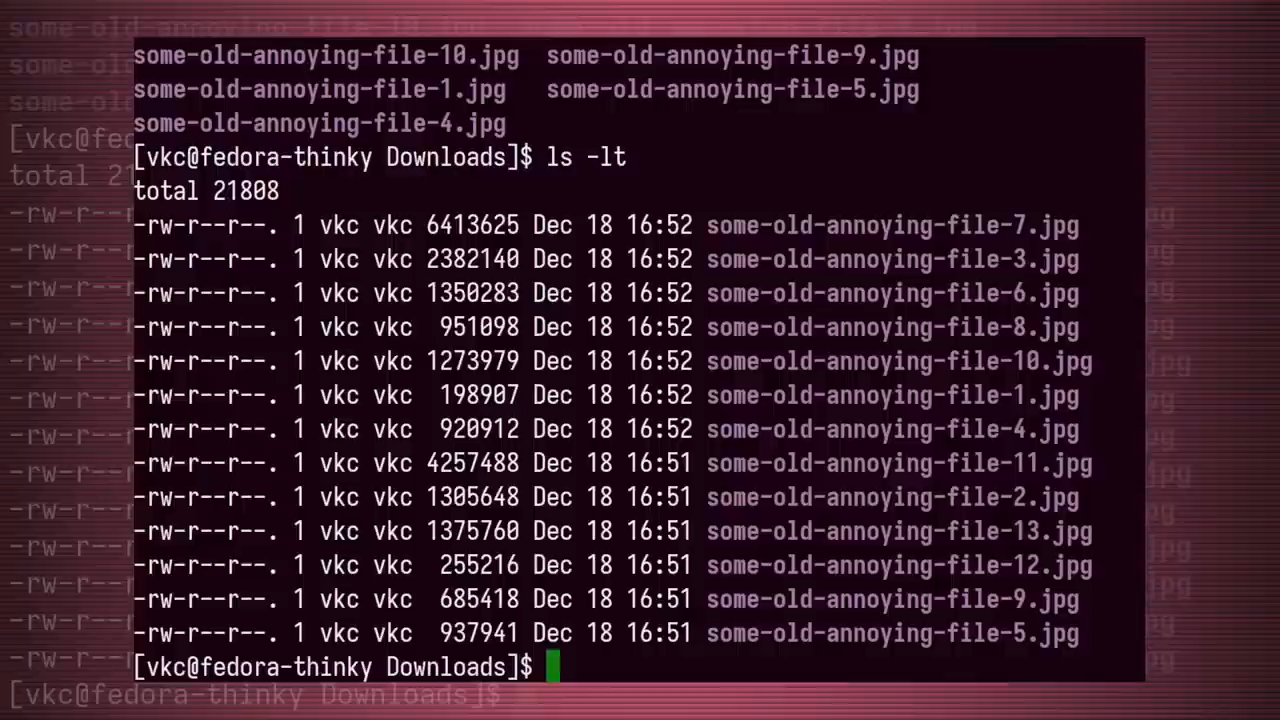 some-old-annoying-file-10.jpg  some-old-annoying-file-9.jpg
some-old-annoying-file-1.jpg   some-old-annoying-file-5.jpg
some-old-annoying-file-4.jpg
[vkc@fedora-thinky Downloads]$ ls -lt
total 21808
-rw-r--r--. 1 vkc vkc 6413625 Dec 18 16:52 some-old-annoying-file-7.jpg
-rw-r--r--. 1 vkc vkc 2382140 Dec 18 16:52 some-old-annoying-file-3.jpg
-rw-r--r--. 1 vkc vkc 1350283 Dec 18 16:52 some-old-annoying-file-6.jpg
-rw-r--r--. 1 vkc vkc  951098 Dec 18 16:52 some-old-annoying-file-8.jpg
-rw-r--r--. 1 vkc vkc 1273979 Dec 18 16:52 some-old-annoying-file-10.jpg
-rw-r--r--. 1 vkc vkc  198907 Dec 18 16:52 some-old-annoying-file-1.jpg
-rw-r--r--. 1 vkc vkc  920912 Dec 18 16:52 some-old-annoying-file-4.jpg
-rw-r--r--. 1 vkc vkc 4257488 Dec 18 16:51 some-old-annoying-file-11.jpg
-rw-r--r--. 1 vkc vkc 1305648 Dec 18 16:51 some-old-annoying-file-2.jpg
-rw-r--r--. 1 vkc vkc 1375760 Dec 18 16:51 some-old-annoying-file-13.jpg
-rw-r--r--. 1 vkc vkc  255216 Dec 18 16:51 some-old-annoying-file-12.jpg
-rw-r--r--. 1 vkc vkc  685418 Dec 18 16:51 some-old-annoying-file-9.jpg
-rw-r--r--. 1 vkc vkc  937941 Dec 18 16:51 some-old-annoying-file-5.jpg
[vkc@fedora-thinky Downloads]$
[vkc@fedora-thinky Downloads]$